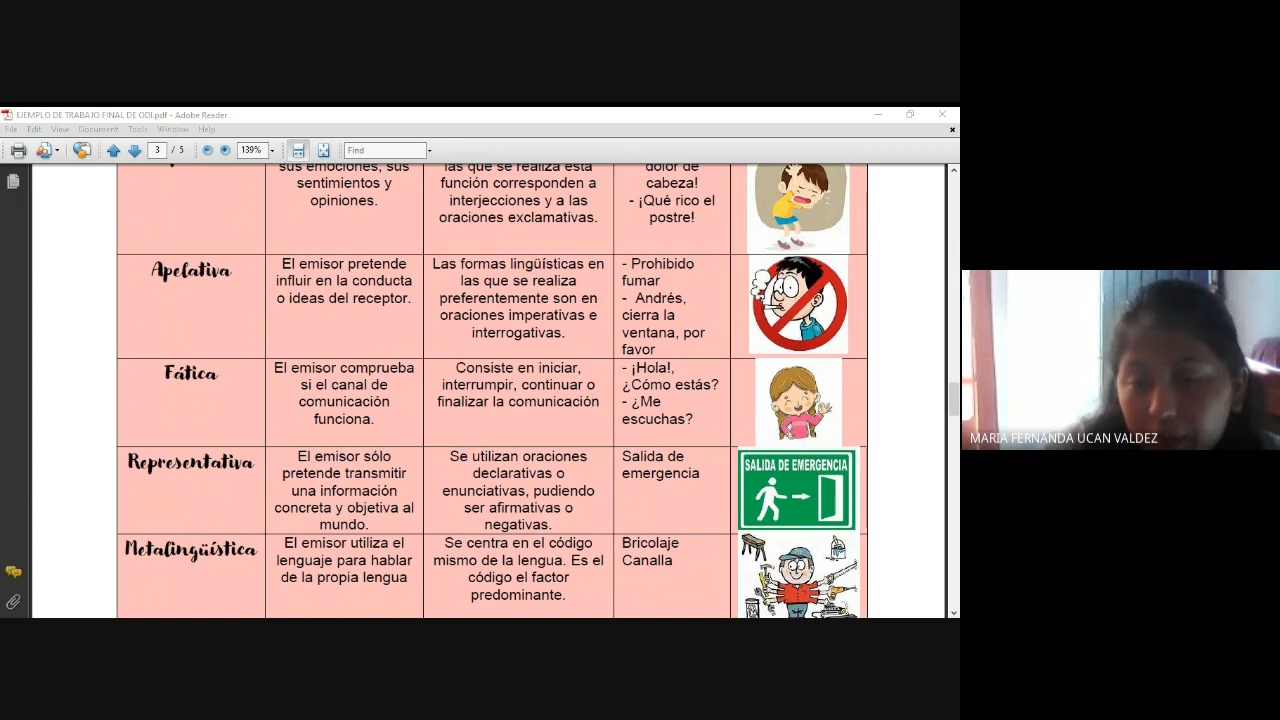 EJEMPLO DE TRABAJO FINAL DE ODI.pdf - Adobe Reader
File Edit View Document Tools Window Help
3 / 5 139% Find
sus emociones, sus
sentimientos y
opiniones.
las que se realiza esta
función corresponden a
interjecciones y a las
oraciones exclamativas.
dolor de
cabeza!
- ¡Qué rico el
postre!
Apelativa
El emisor pretende
influir en la conducta
o ideas del receptor.
Las formas lingüísticas en
las que se realiza
preferentemente son en
oraciones imperativas e
interrogativas.
- Prohibido
fumar
- Andrés,
cierra la
ventana, por
favor
Fática
El emisor comprueba
si el canal de
comunicación
funciona.
Consiste en iniciar,
interrumpir, continuar o
finalizar la comunicación
- ¡Hola!,
¿Cómo estás?
- ¿Me
escuchas?
Representativa
El emisor sólo
pretende transmitir
una información
concreta y objetiva al
mundo.
Se utilizan oraciones
declarativas o
enunciativas, pudiendo
ser afirmativas o
negativas.
Salida de
emergencia
SALIDA DE EMERGENCIA
Metalingüística
El emisor utiliza el
lenguaje para hablar
de la propia lengua
Se centra en el código
mismo de la lengua. Es el
código el factor
predominante.
Bricolaje
Canalla
MARIA FERNANDA UCAN VALDEZ